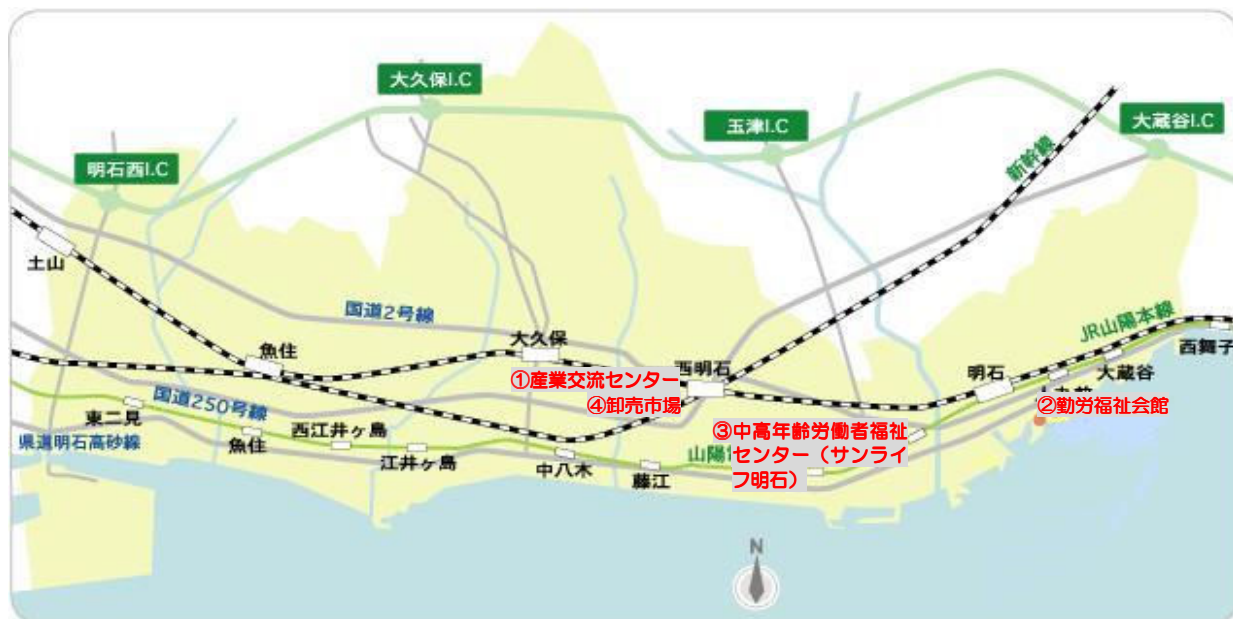 大久保I.C
玉津I.C
大蔵谷I.C
明石西I.C
新幹線
土山
国道2号線
JR山陽本線
大久保
西舞子
魚住
西明石
明石
大蔵谷
①産業交流センター
④卸売市場
②勤労福祉会館
国道250号線
東二見
西江井ヶ島
県道明石高砂線
魚住
江井ヶ島
中八木
藤江
山陽
③中高年齢労働者福祉
センター（サンライ
フ明石）
N